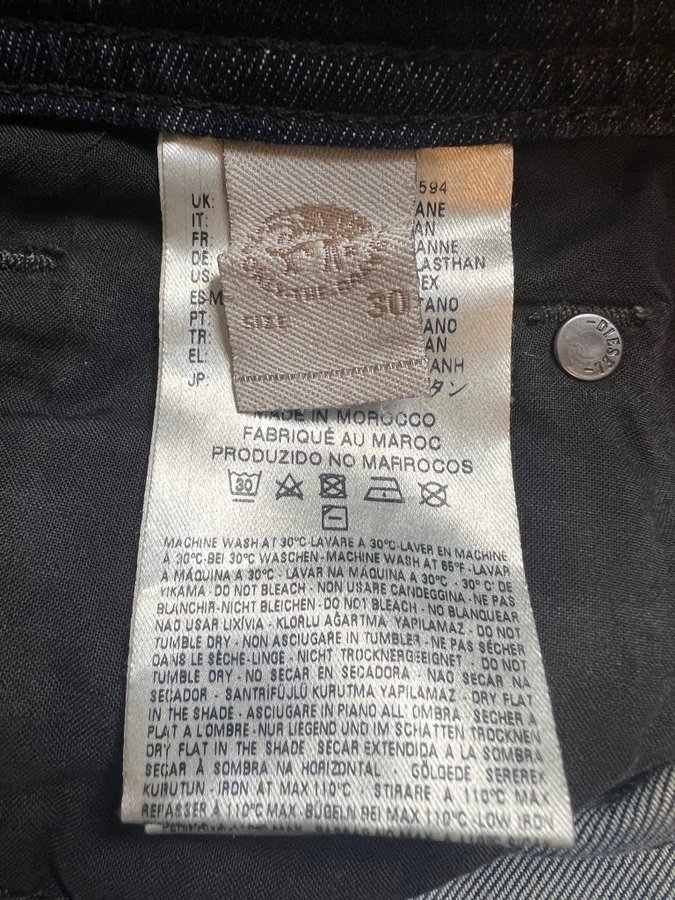 594
UK: ANE
IT: AN
FR: ANNE
DE: LASTHAN
US: EX
ES-M TANO
PT: TANO
TR: AN
EL: ANH
JP: タン
SIZE 30
MADE IN MOROCCO
FABRIQUÉ AU MAROC
PRODUZIDO NO MARROCOS
30
MACHINE WASH AT 30°C-LAVARE A 30°C-LAVER EN MACHINE
À 30°C-BEI 30°C WASCHEN-MACHINE WASH AT 85°F-LAVAR
A MÁQUINA A 30°C - LAVAR NA MÁQUINA A 30°C - 30° C' DE
YIKAMA - DO NOT BLEACH - NON USARE CANDEGGINA - NE PAS
BLANCHIR-NICHT BLEICHEN - DO NOT BLEACH - NO BLANQUEAR
NAO USAR LIXÍVIA - KLORLU AĞARTMA YAPILAMAZ - DO NOT
TUMBLE DRY - NON ASCIUGARE IN TUMBLER - NE PAS SÉCHER
DANS LE SÈCHE-LINGE - NICHT TROCKNERGEEIGNET - DO NOT
TUMBLE DRY - NO SECAR EN SECADORA - NAO SECAR NA
SECADOR - SANTRİFÜJLÜ KURUTMA YAPILAMAZ - DRY FLAT
IN THE SHADE - ASCIUGARE IN PIANO ALL' OMBRA SECHER À
PLAT A L'OMBRE - NUR LIEGEND UND IM SCHATTEN TROCKNEN
DRY FLAT IN THE SHADE SECAR EXTENDIDA A LA SOMBRA
SECAR À SOMBRA NA HORIZONTAL - GÖLGEDE SEREREK
KURUTUN - IRON AT MAX 110°C - STIRARE A 110°C MAX
REPASSER A 110°C MAX - BÜGELN BEI MAX 110°C - LOW IRON
DIESEL